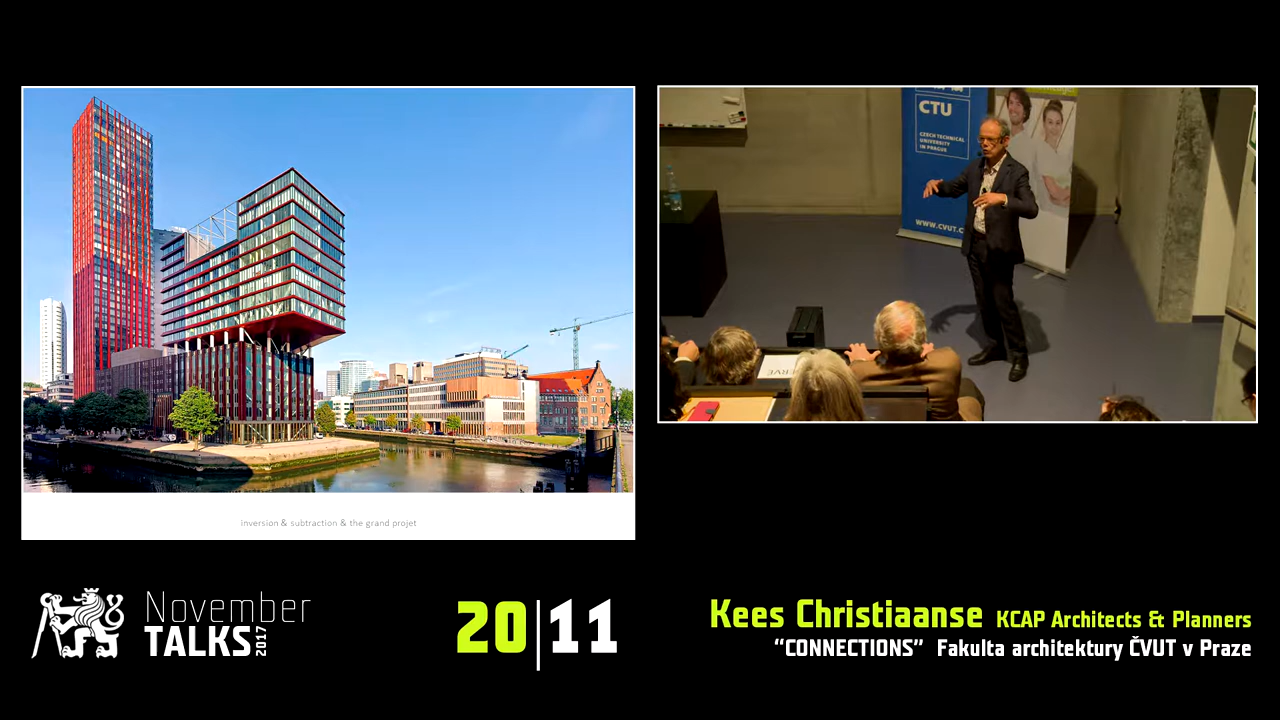 inversion & subtraction & the grand projet
CTU
CZECH TECHNICAL
UNIVERSITY
IN PRAGUE
WWW.CVUT.C
November
TALKS 2017
20|11
Kees Christiaanse KCAP Architects & Planners
“CONNECTIONS” Fakulta architektury ČVUT v Praze